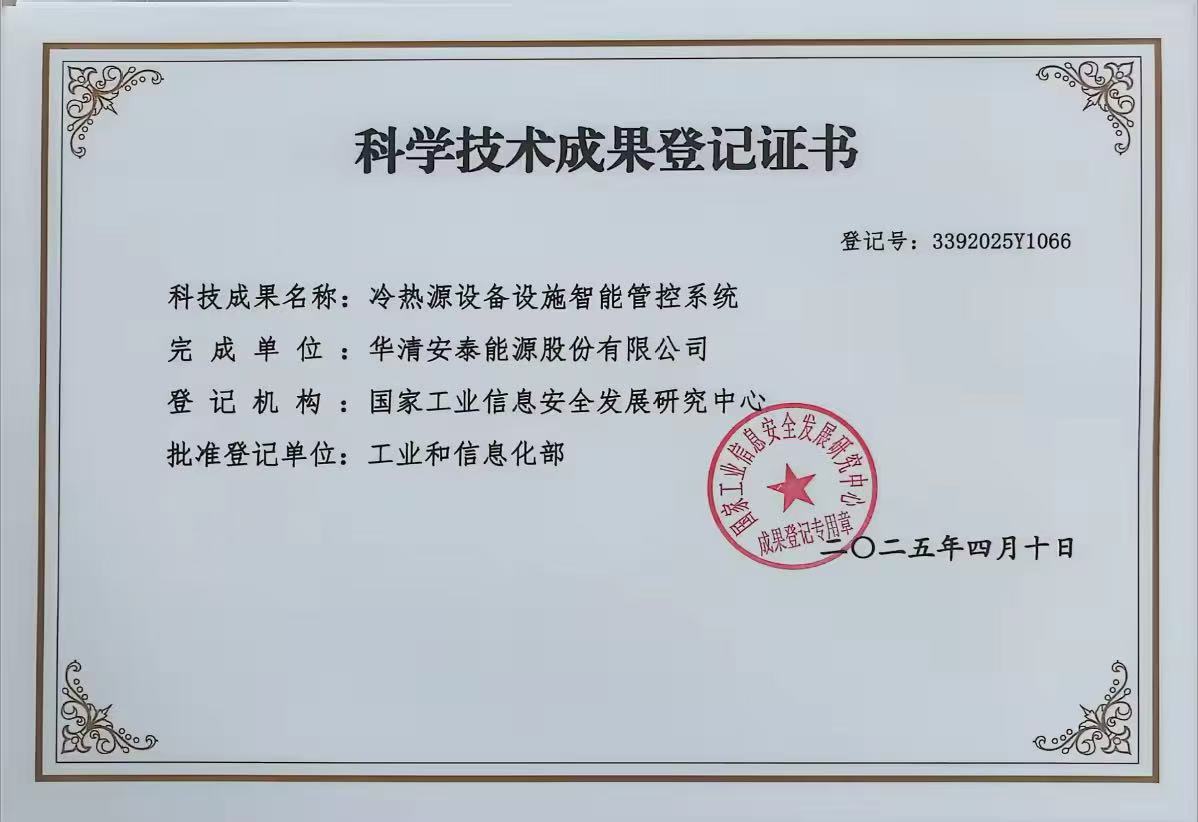 科学技术成果登记证书
登记号：3392025Y1066
科技成果名称：冷热源设备设施智能管控系统
完成单位：华清安泰能源股份有限公司
登记机构：国家工业信息安全发展研究中心
批准登记单位：工业和信息化部
国家工业信息安全发展研究中心
成果登记专用章
二〇二五年四月十日